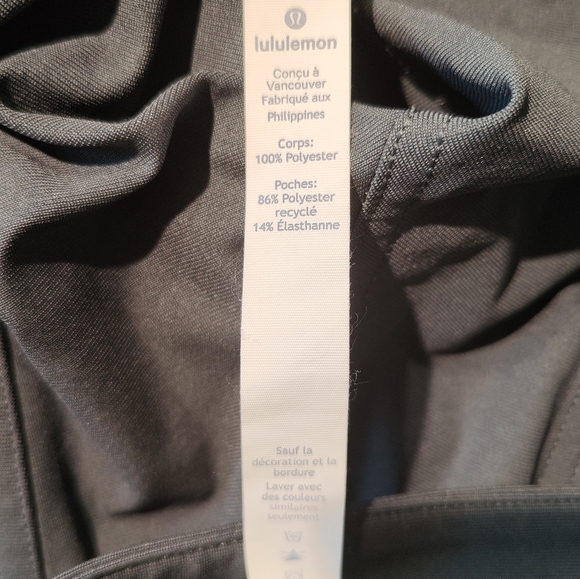 lululemon
Conçu à
Vancouver
Fabriqué aux
Philippines
Corps:
100% Polyester
Poches:
86% Polyester
recyclé
14% Élasthanne
Sauf la
décoration et la
bordure
Laver avec
des couleurs
similaires
seulement